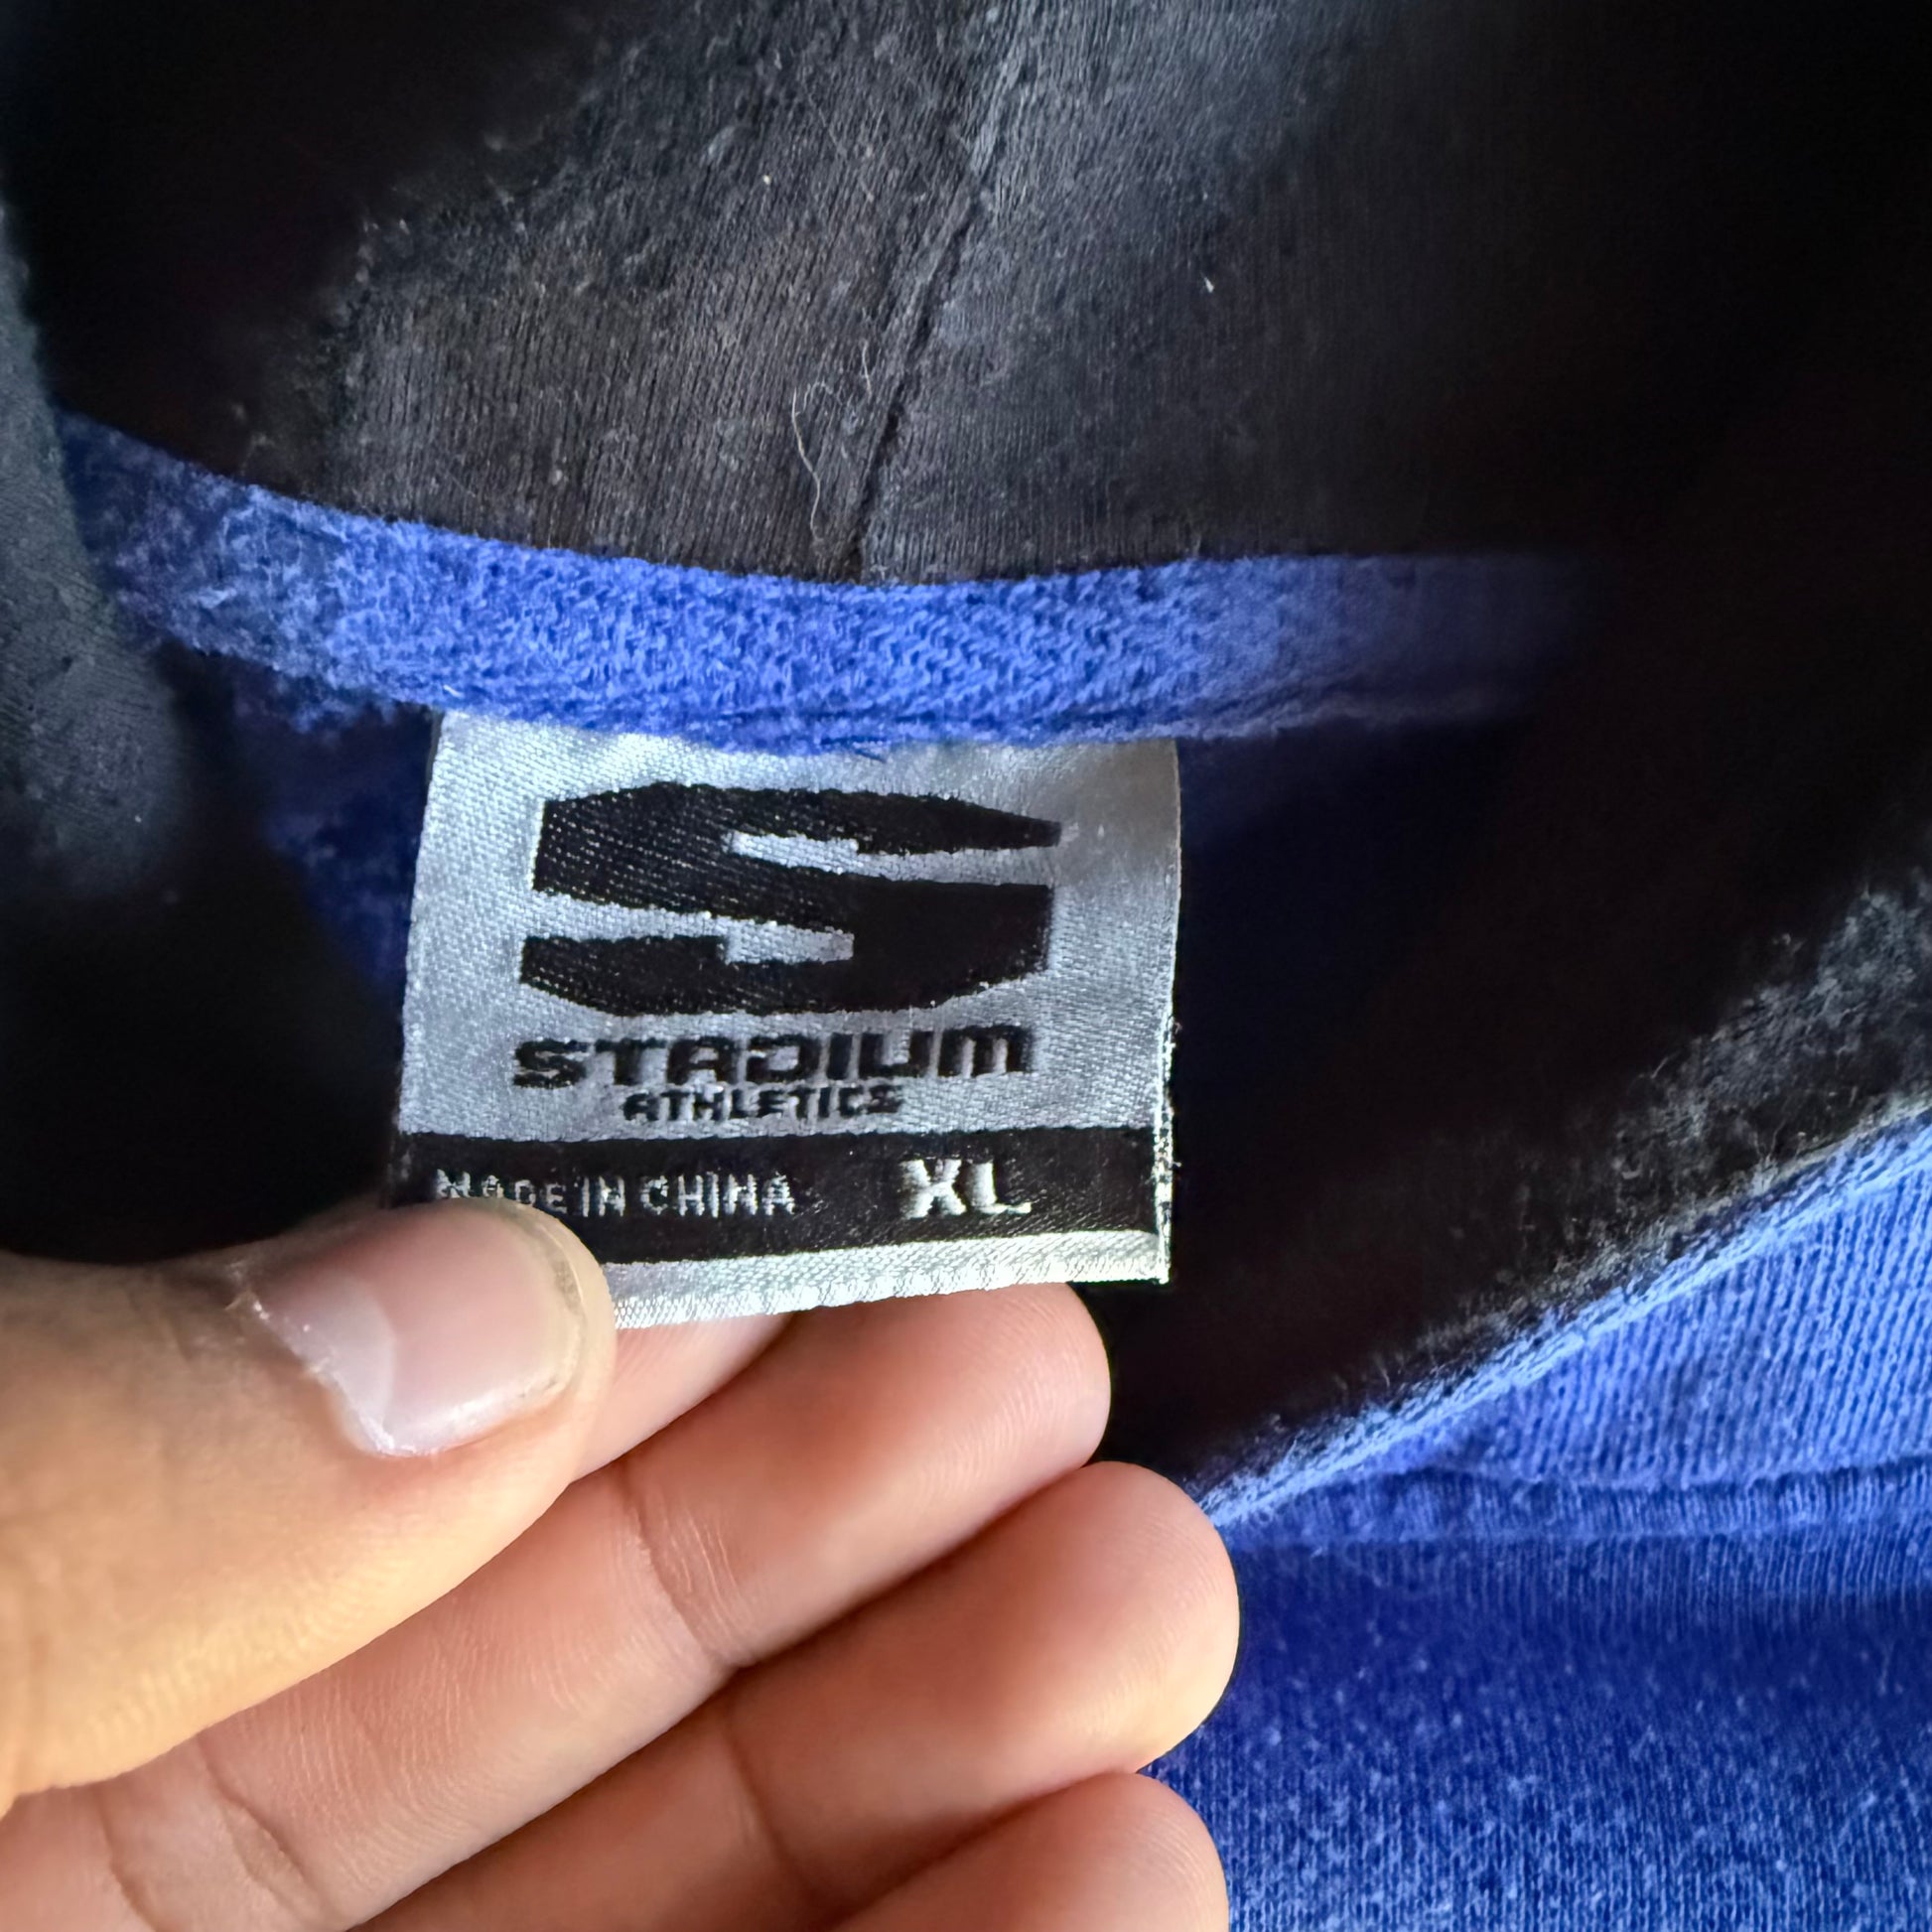 S
STADIUM
ATHLETICS
MADE IN CHINA XL